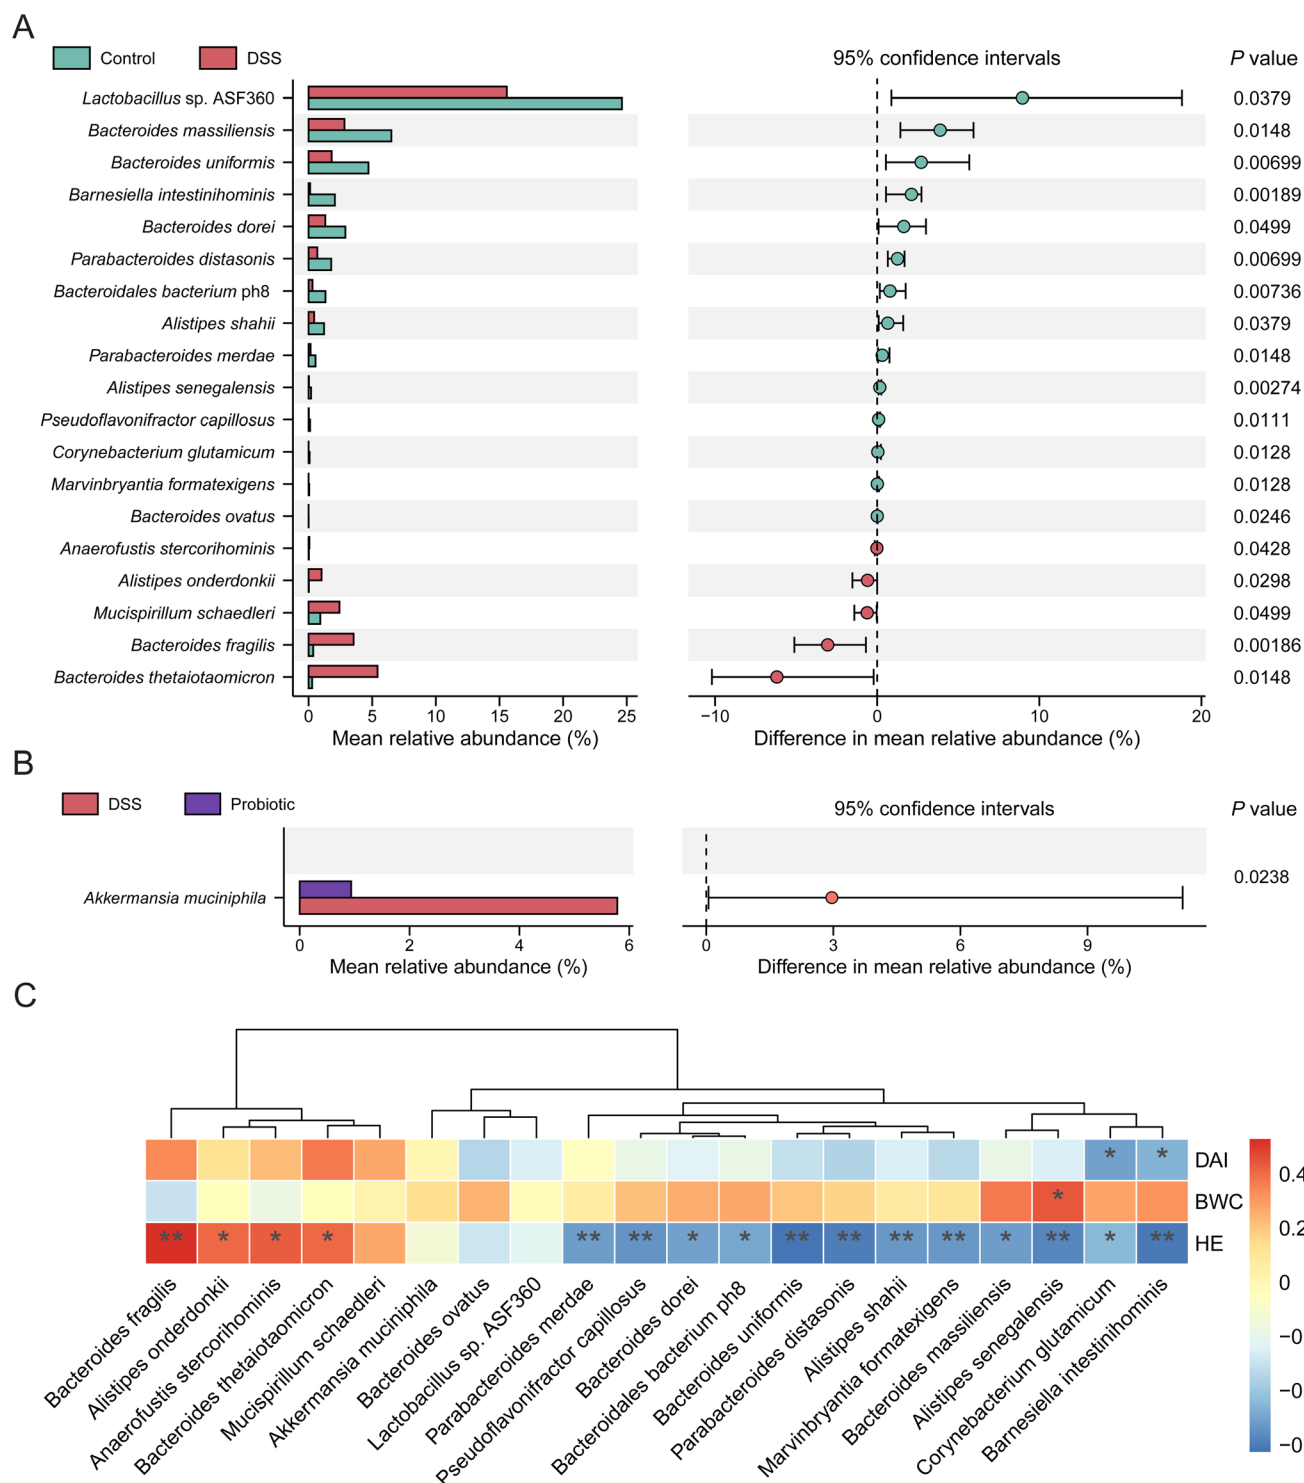 A
Control DSS 95% confidence intervals P value
Lactobacillus sp. ASF360 0.0379
Bacteroides massiliensis 0.0148
Bacteroides uniformis 0.00699
Barnesiella intestinihominis 0.00189
Bacteroides dorei 0.0499
Parabacteroides distasonis 0.00699
Bacteroidales bacterium ph8 0.00736
Alistipes shahii 0.0379
Parabacteroides merdae 0.0148
Alistipes senegalensis 0.00274
Pseudoflavonifractor capillosus 0.0111
Corynebacterium glutamicum 0.0128
Marvinbryantia formatexigens 0.0128
Bacteroides ovatus 0.0246
Anaerofustis stercorihominis 0.0428
Alistipes onderdonkii 0.0298
Mucispirillum schaedleri 0.0499
Bacteroides fragilis 0.00186
Bacteroides thetaiotaomicron 0.0148
0 5 10 15 20 25 −10 0 10 20
Mean relative abundance (%) Difference in mean relative abundance (%)
B
DSS Probiotic 95% confidence intervals P value
0.0238
Akkermansia muciniphila
0 2 4 6 0 3 6 9
Mean relative abundance (%) Difference in mean relative abundance (%)
C
* * DAI
* BWC
** * * * ** ** * * ** ** ** ** * ** * ** HE
0.4
0.2
0
−0
−0
−0
Bacteroides fragilis
Alistipes onderdonkii
Anaerofustis stercorihominis
Bacteroides thetaiotaomicron
Mucispirillum schaedleri
Akkermansia muciniphila
Bacteroides ovatus
Lactobacillus sp. ASF360
Parabacteroides merdae
Pseudoflavonifractor capillosus
Bacteroides dorei
Bacteroidales bacterium ph8
Bacteroides uniformis
Parabacteroides distasonis
Alistipes shahii
Marvinbryantia formatexigens
Bacteroides massiliensis
Alistipes senegalensis
Corynebacterium glutamicum
Barnesiella intestinihominis